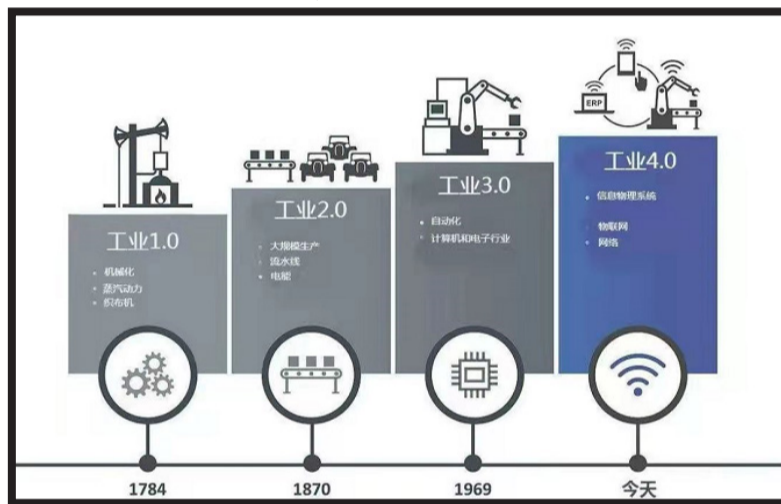 ERP
工业1.0
机械化
蒸汽动力
织布机
工业2.0
大规模生产
流水线
电能
工业3.0
自动化
计算机和电子行业
工业4.0
信息物理系统
物联网
网络
1784
1870
1969
今天